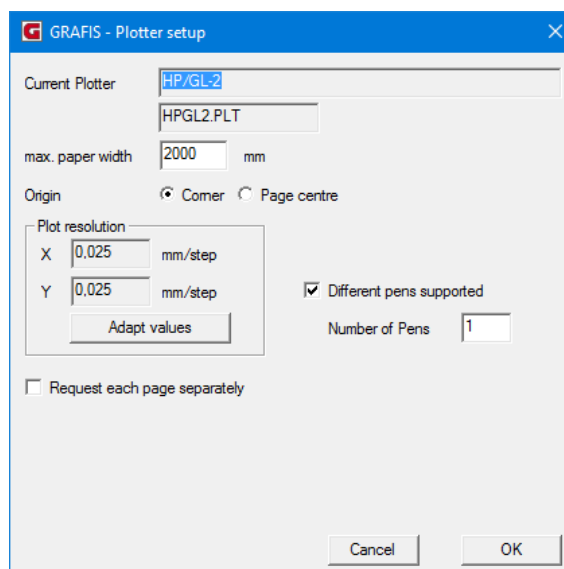 GRAFIS - Plotter setup
Current Plotter HP/GL-2
HPGL2.PLT
max. paper width 2000 mm
Origin Corner Page centre
Plot resolution
X 0,025 mm/step
Y 0,025 mm/step Different pens supported
Adapt values Number of Pens 1
Request each page separately
Cancel OK